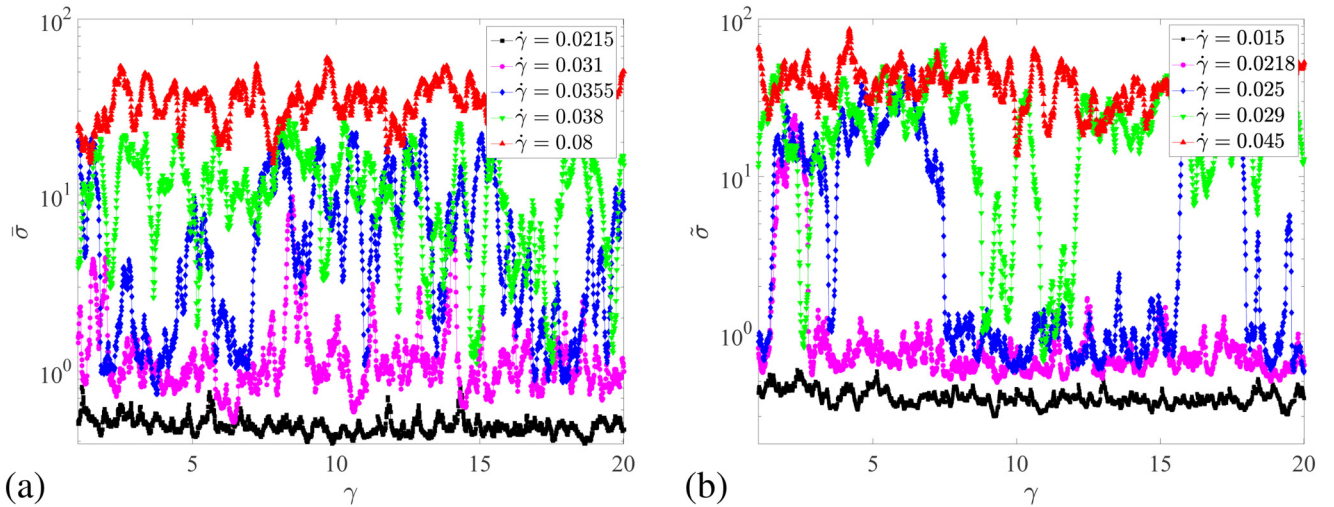 10^2
10^1
10^0
σ̄
5
10
15
20
γ
γ̇ = 0.0215
γ̇ = 0.031
γ̇ = 0.0355
γ̇ = 0.038
γ̇ = 0.08
(a)
10^2
10^1
10^0
σ̃
5
10
15
20
γ
γ̇ = 0.015
γ̇ = 0.0218
γ̇ = 0.025
γ̇ = 0.029
γ̇ = 0.045
(b)